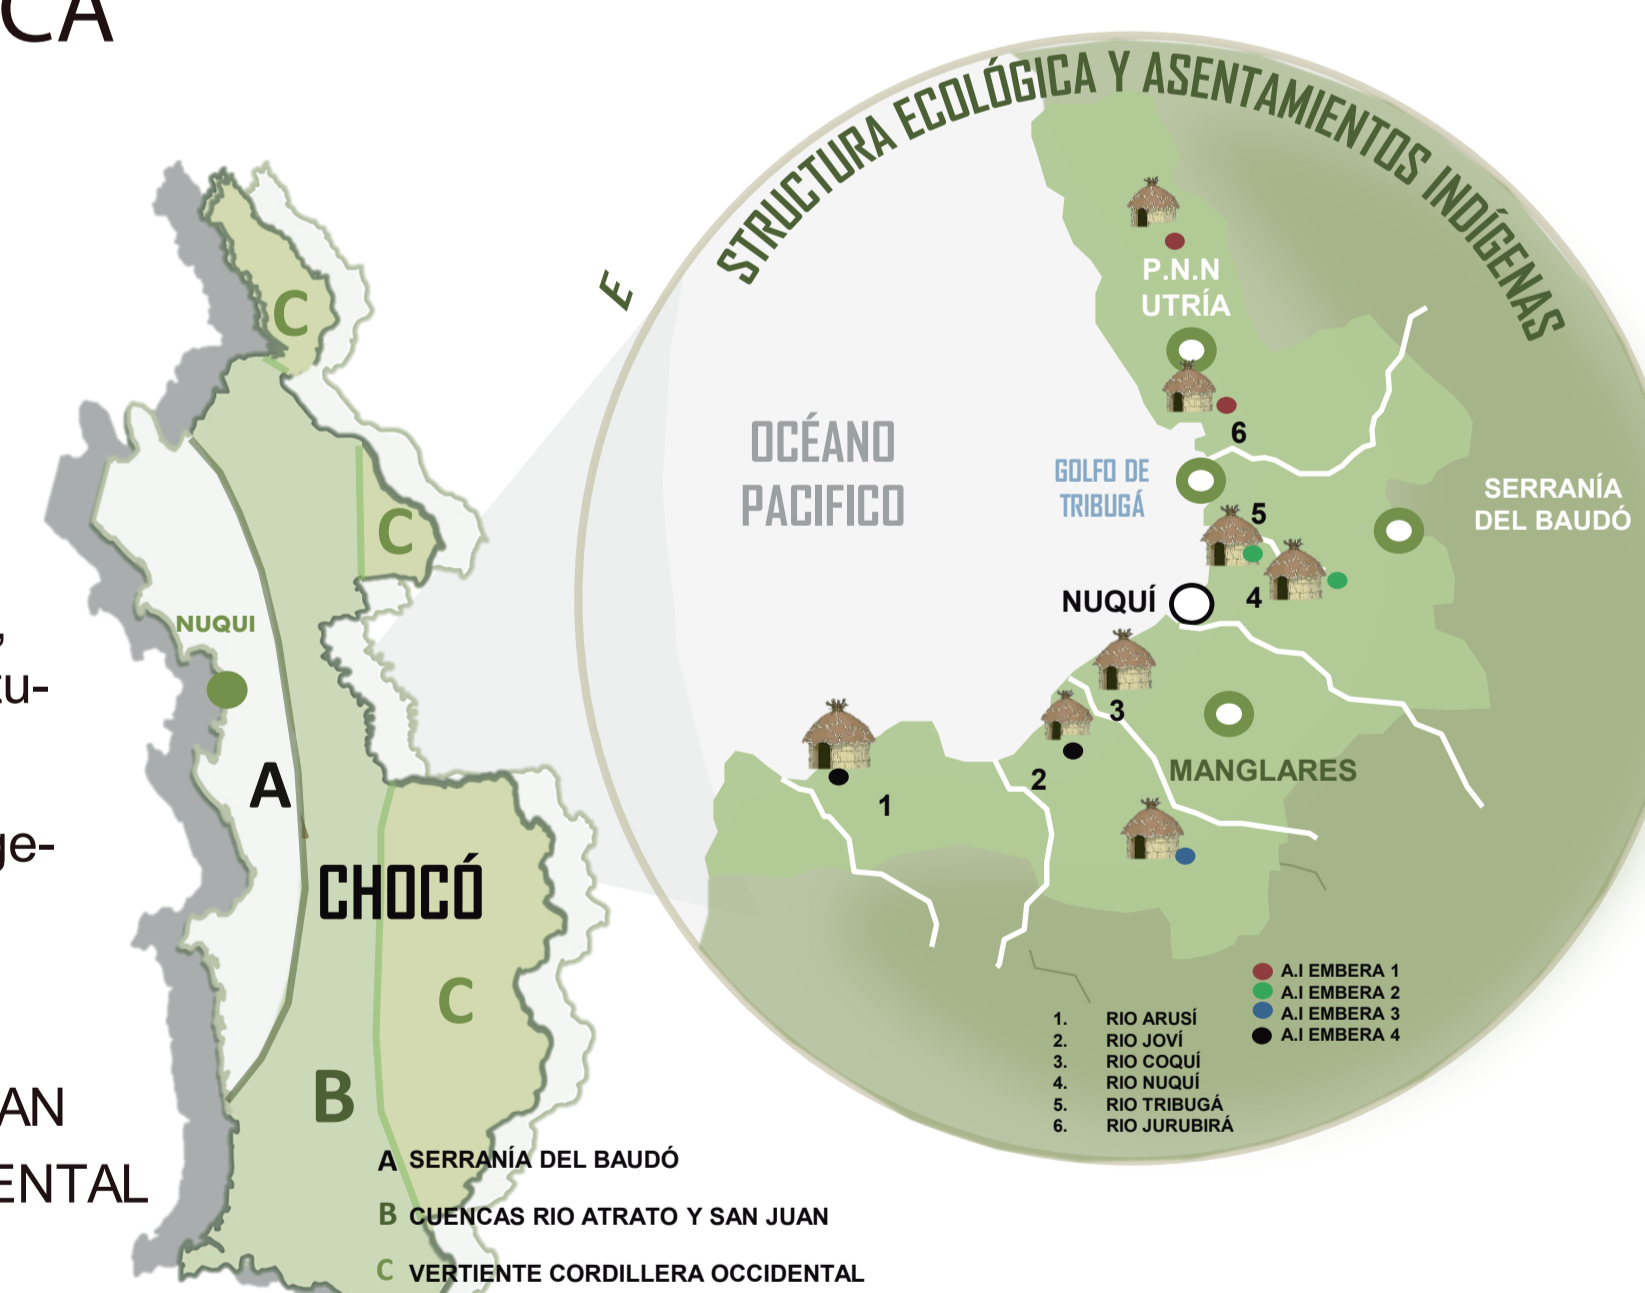 CA
,
tu-
ge-
AN
ENTAL
C
C
NUQUI
A
CHOCÓ
C
B
A SERRANÍA DEL BAUDÓ
B CUENCAS RIO ATRATO Y SAN JUAN
C VERTIENTE CORDILLERA OCCIDENTAL
ESTRUCTURA ECOLÓGICA Y ASENTAMIENTOS INDÍGENAS
P.N.N
UTRÍA
OCÉANO
PACIFICO
GOLFO DE
TRIBUGÁ
6
5
SERRANÍA
DEL BAUDÓ
NUQUÍ
4
3
MANGLARES
2
1
1. RIO ARUSÍ
2. RIO JOVÍ
3. RIO COQUÍ
4. RIO NUQUÍ
5. RIO TRIBUGÁ
6. RIO JURUBIRÁ
A.I EMBERA 1
A.I EMBERA 2
A.I EMBERA 3
A.I EMBERA 4